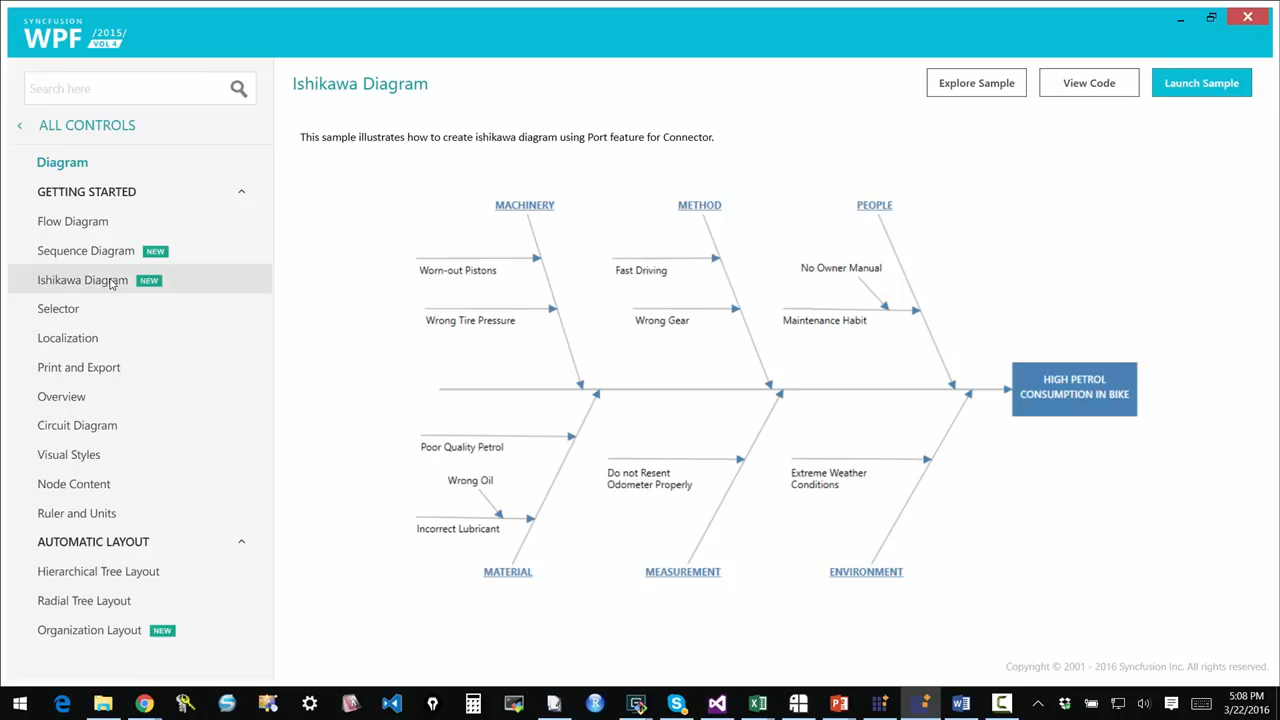 SYNCFUSION
WPF /2015/
VOL 4
Search here
Ishikawa Diagram
Explore Sample
View Code
Launch Sample
ALL CONTROLS
This sample illustrates how to create ishikawa diagram using Port feature for Connector.
Diagram
GETTING STARTED
Flow Diagram
Sequence Diagram NEW
Ishikawa Diagram NEW
Selector
Localization
Print and Export
Overview
Circuit Diagram
Visual Styles
Node Content
Ruler and Units
AUTOMATIC LAYOUT
Hierarchical Tree Layout
Radial Tree Layout
Organization Layout NEW
MACHINERY
METHOD
PEOPLE
Worn-out Pistons
Fast Driving
No Owner Manual
Wrong Tire Pressure
Wrong Gear
Maintenance Habit
HIGH PETROL
CONSUMPTION IN BIKE
Poor Quality Petrol
Do not Resent
Odometer Properly
Extreme Weather
Conditions
Wrong Oil
Incorrect Lubricant
MATERIAL
MEASUREMENT
ENVIRONMENT
Copyright © 2001 - 2016 Syncfusion Inc. All rights reserved.
5:08 PM
3/22/2016